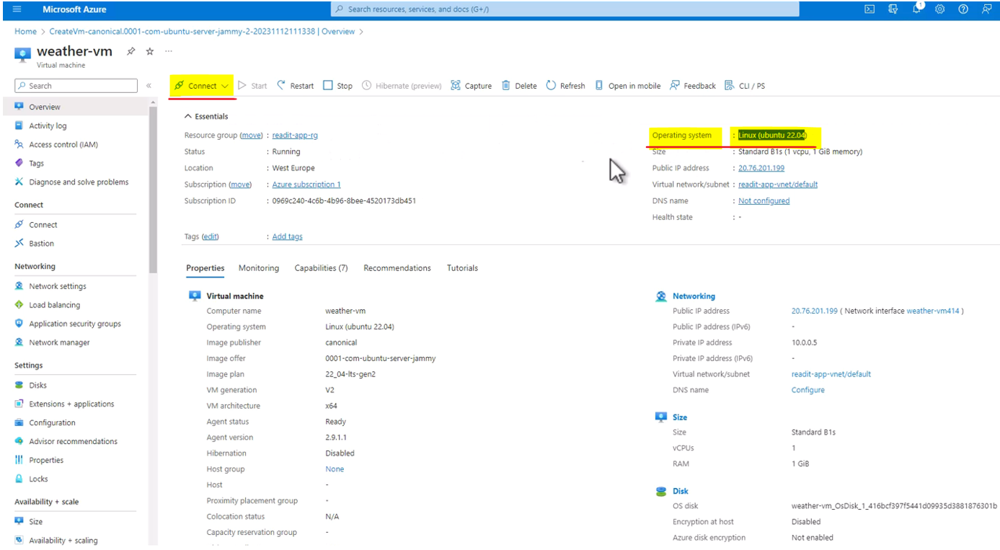 Microsoft Azure
Search resources, services, and docs (G+/)
1
Home > CreateVm-canonical.0001-com-ubuntu-server-jammy-2-20231112111338 | Overview >
weather-vm
Virtual machine
Search
Connect
Start
Restart
Stop
Hibernate (preview)
Capture
Delete
Refresh
Open in mobile
Feedback
CLI / PS
Overview
Activity log
Access control (IAM)
Tags
Diagnose and solve problems
Connect
Connect
Bastion
Networking
Network settings
Load balancing
Application security groups
Network manager
Settings
Disks
Extensions + applications
Configuration
Advisor recommendations
Properties
Locks
Availability + scale
Size
Availability + scaling
Essentials
Resource group (move) : readit-app-rg
Status : Running
Location : West Europe
Subscription (move) : Azure subscription 1
Subscription ID : 0969c240-4c6b-4b96-8bee-4520173db451
Operating system : Linux (ubuntu 22.04)
Size : Standard B1s (1 vcpu, 1 GiB memory)
Public IP address : 20.76.201.199
Virtual network/subnet : readit-app-vnet/default
DNS name : Not configured
Health state : -
Tags (edit) : Add tags
Properties
Monitoring
Capabilities (7)
Recommendations
Tutorials
Virtual machine
Computer name weather-vm
Operating system Linux (ubuntu 22.04)
Image publisher canonical
Image offer 0001-com-ubuntu-server-jammy
Image plan 22_04-lts-gen2
VM generation V2
VM architecture x64
Agent status Ready
Agent version 2.9.1.1
Hibernation Disabled
Host group None
Host -
Proximity placement group -
Colocation status N/A
Capacity reservation group -
Networking
Public IP address 20.76.201.199 ( Network interface weather-vm414 )
Public IP address (IPv6) -
Private IP address 10.0.0.5
Private IP address (IPv6) -
Virtual network/subnet readit-app-vnet/default
DNS name Configure
Size
Size Standard B1s
vCPUs 1
RAM 1 GiB
Disk
OS disk weather-vm_OsDisk_1_416bcf397f5441d09935d3881876301b
Encryption at host Disabled
Azure disk encryption Not enabled